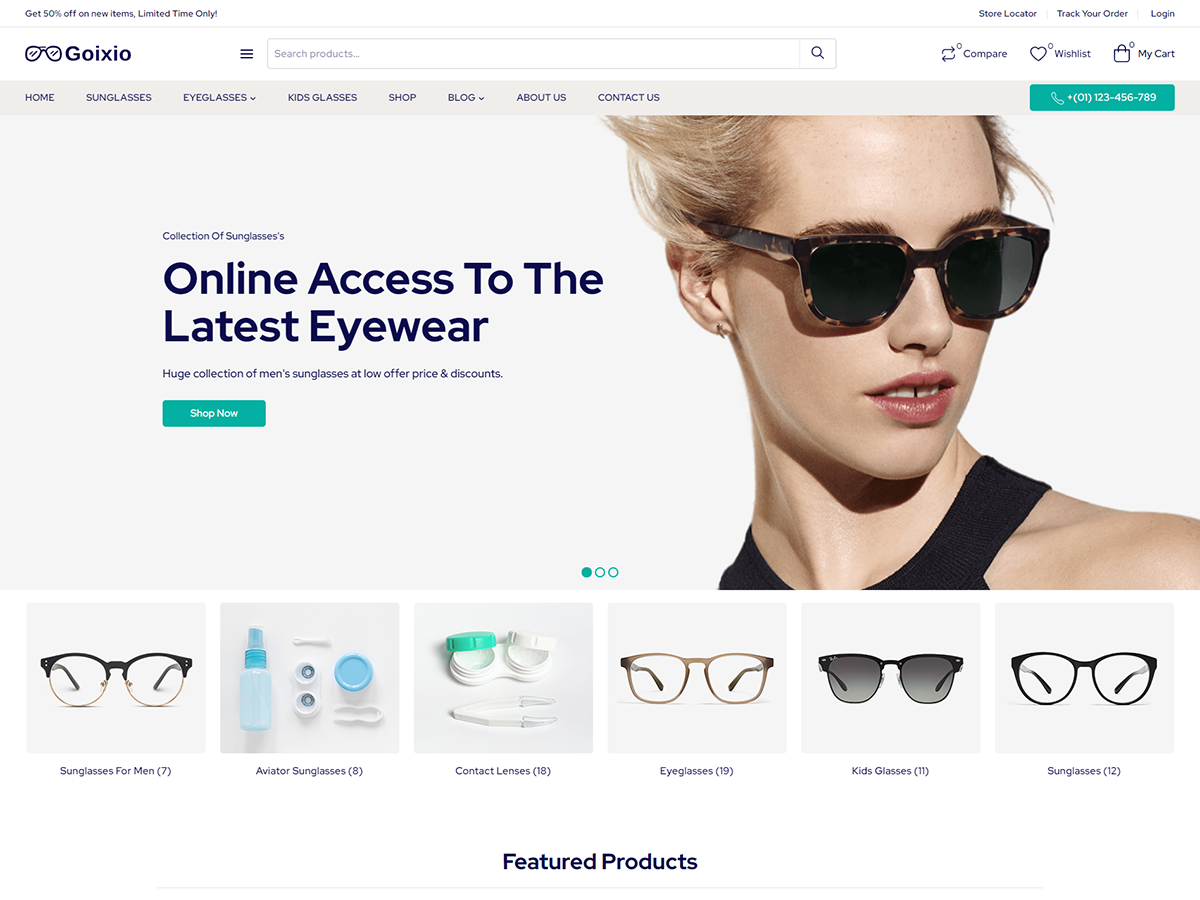 Get 50% off on new items, Limited Time Only!
Store Locator
Track Your Order
Login
Goixio
Search products...
0
Compare
0
Wishlist
0
My Cart
HOME
SUNGLASSES
EYEGLASSES
KIDS GLASSES
SHOP
BLOG
ABOUT US
CONTACT US
+(01) 123-456-789
Collection Of Sunglasses's
Online Access To The
Latest Eyewear
Huge collection of men's sunglasses at low offer price & discounts.
Shop Now
Sunglasses For Men (7)
Aviator Sunglasses (8)
Contact Lenses (18)
Eyeglasses (19)
Kids Glasses (11)
Sunglasses (12)
Featured Products